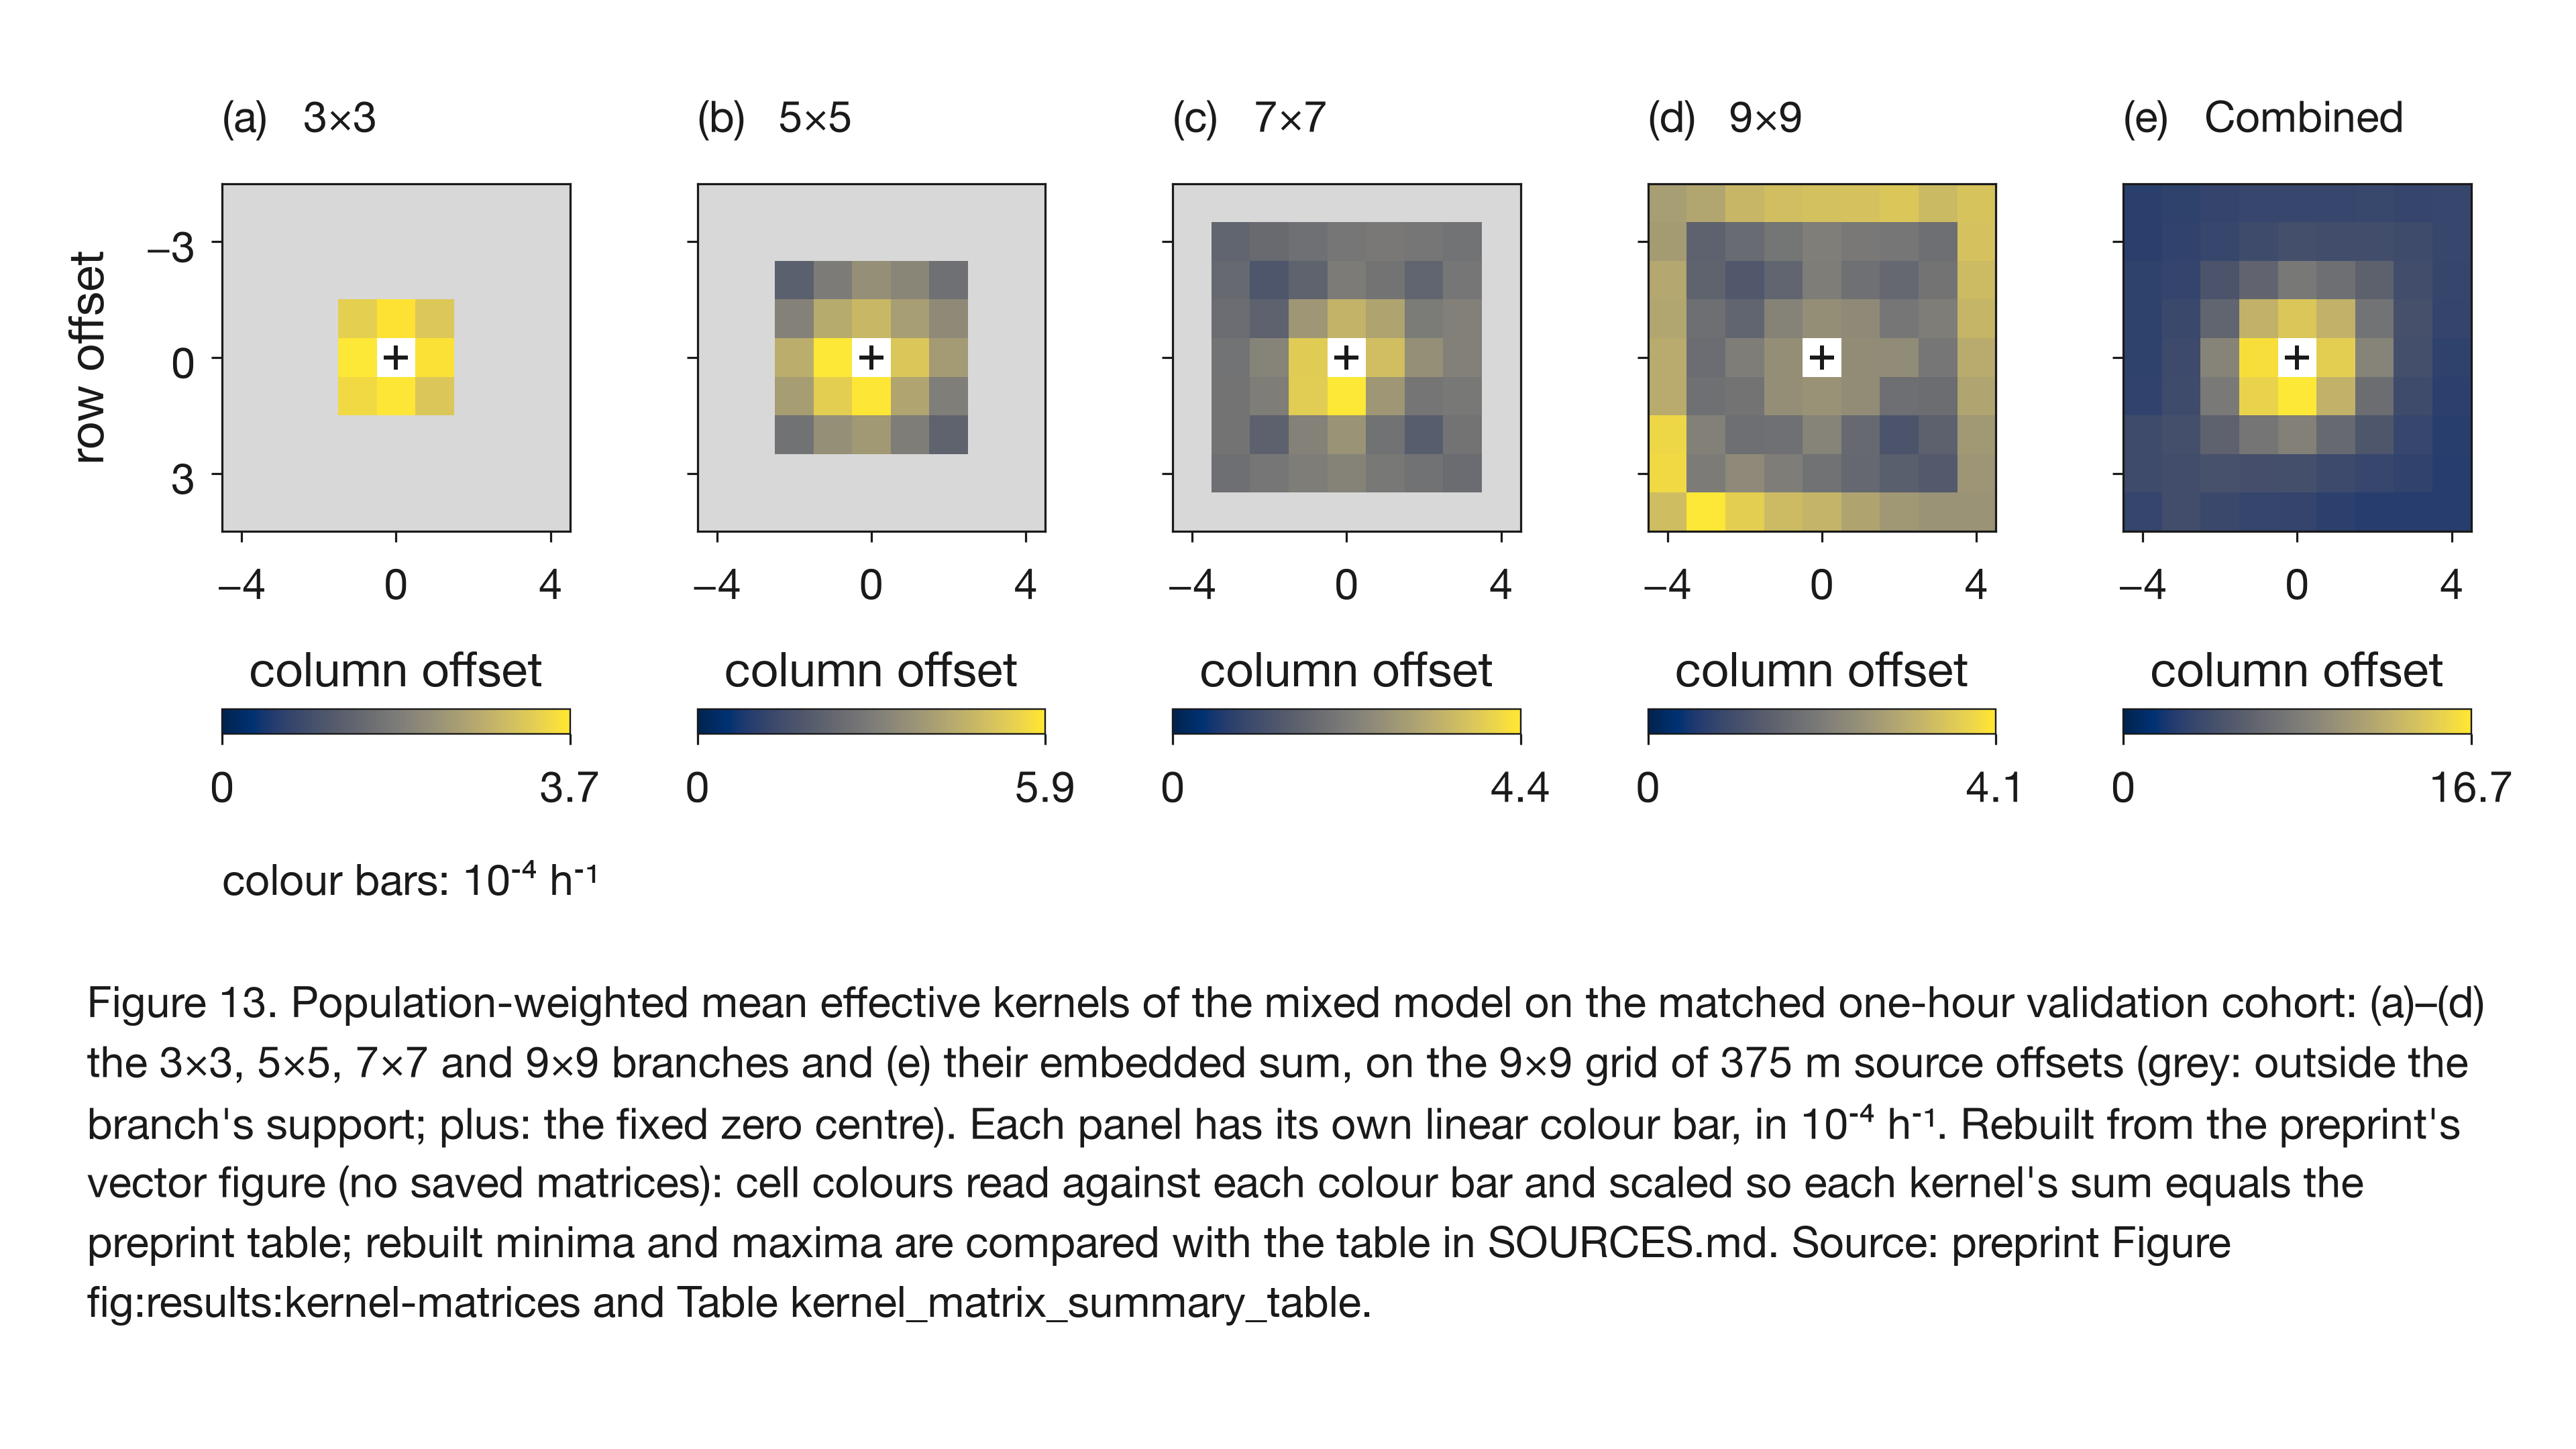 (a) 3×3 (b) 5×5 (c) 7×7 (d) 9×9 (e) Combined
row offset
−3
0
3
−4 0 4 −4 0 4 −4 0 4 −4 0 4 −4 0 4
column offset column offset column offset column offset column offset
0 3.7 0 5.9 0 4.4 0 4.1 0 16.7
colour bars: 10⁻⁴ h⁻¹
Figure 13. Population-weighted mean effective kernels of the mixed model on the matched one-hour validation cohort: (a)–(d)
the 3×3, 5×5, 7×7 and 9×9 branches and (e) their embedded sum, on the 9×9 grid of 375 m source offsets (grey: outside the
branch's support; plus: the fixed zero centre). Each panel has its own linear colour bar, in 10⁻⁴ h⁻¹. Rebuilt from the preprint's
vector figure (no saved matrices): cell colours read against each colour bar and scaled so each kernel's sum equals the
preprint table; rebuilt minima and maxima are compared with the table in SOURCES.md. Source: preprint Figure
fig:results:kernel-matrices and Table kernel_matrix_summary_table.